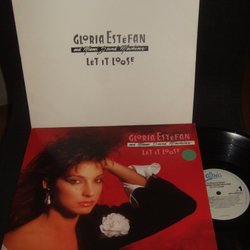 GLORIA ESTEFAN
and Miami Sound Machine
LET IT LOOSE
GLORIA ESTEFAN
and Miami Sound Machine
LET IT LOOSE